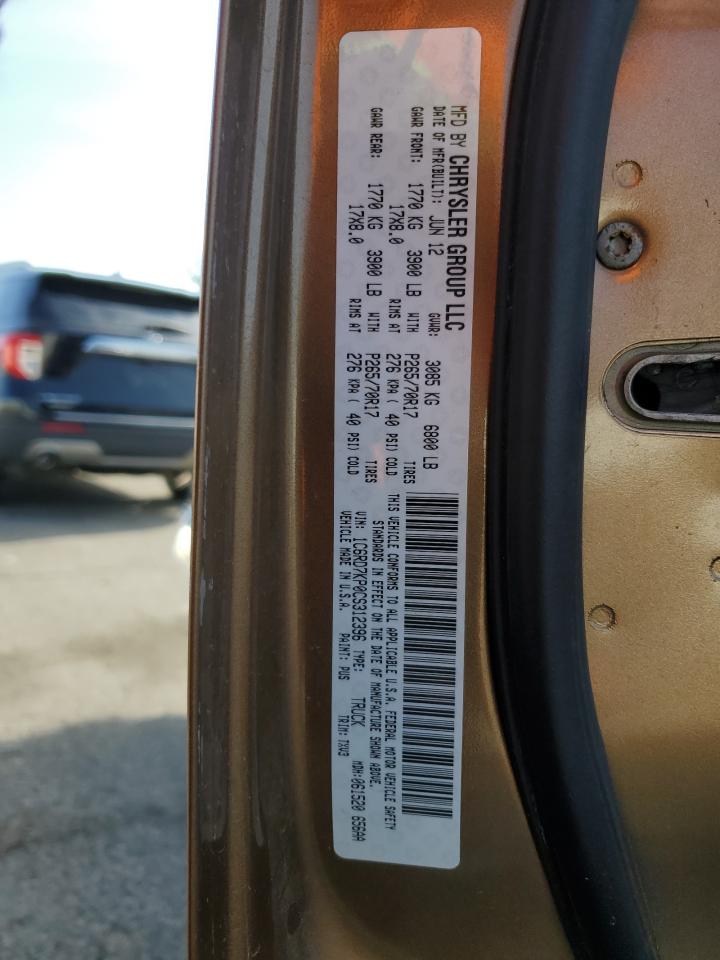 MFD BY CHRYSLER GROUP LLC
DATE OF MFR(BUILT): JUN 12 GVWR: 3085 KG 6800 LB
GAWR FRONT: 1770 KG 3900 LB WITH P265/70R17 TIRES
17X8.0 RIMS AT 276 KPA ( 40 PSI) COLD
GAWR REAR: 1770 KG 3900 LB WITH P265/70R17 TIRES
17X8.0 RIMS AT 276 KPA ( 40 PSI) COLD
THIS VEHICLE CONFORMS TO ALL APPLICABLE U.S.A. FEDERAL MOTOR VEHICLE SAFETY
STANDARDS IN EFFECT ON THE DATE OF MANUFACTURE SHOWN ABOVE.
VIN: 1C6RD7KP0CS312396 TYPE: TRUCK MDH:061520 656AA
VEHICLE MADE IN U.S.A. PAINT: PUS TRIM: TXV3